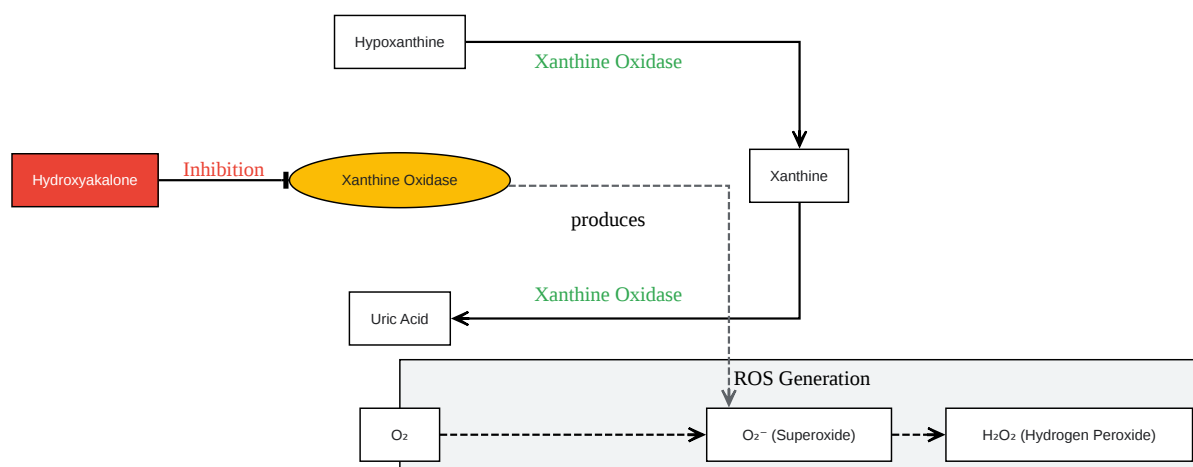 Hypoxanthine
Xanthine Oxidase
Hydroxyakalone
Inhibition
Xanthine Oxidase
Xanthine
produces
Uric Acid
Xanthine Oxidase
ROS Generation
O₂
O₂⁻ (Superoxide)
H₂O₂ (Hydrogen Peroxide)